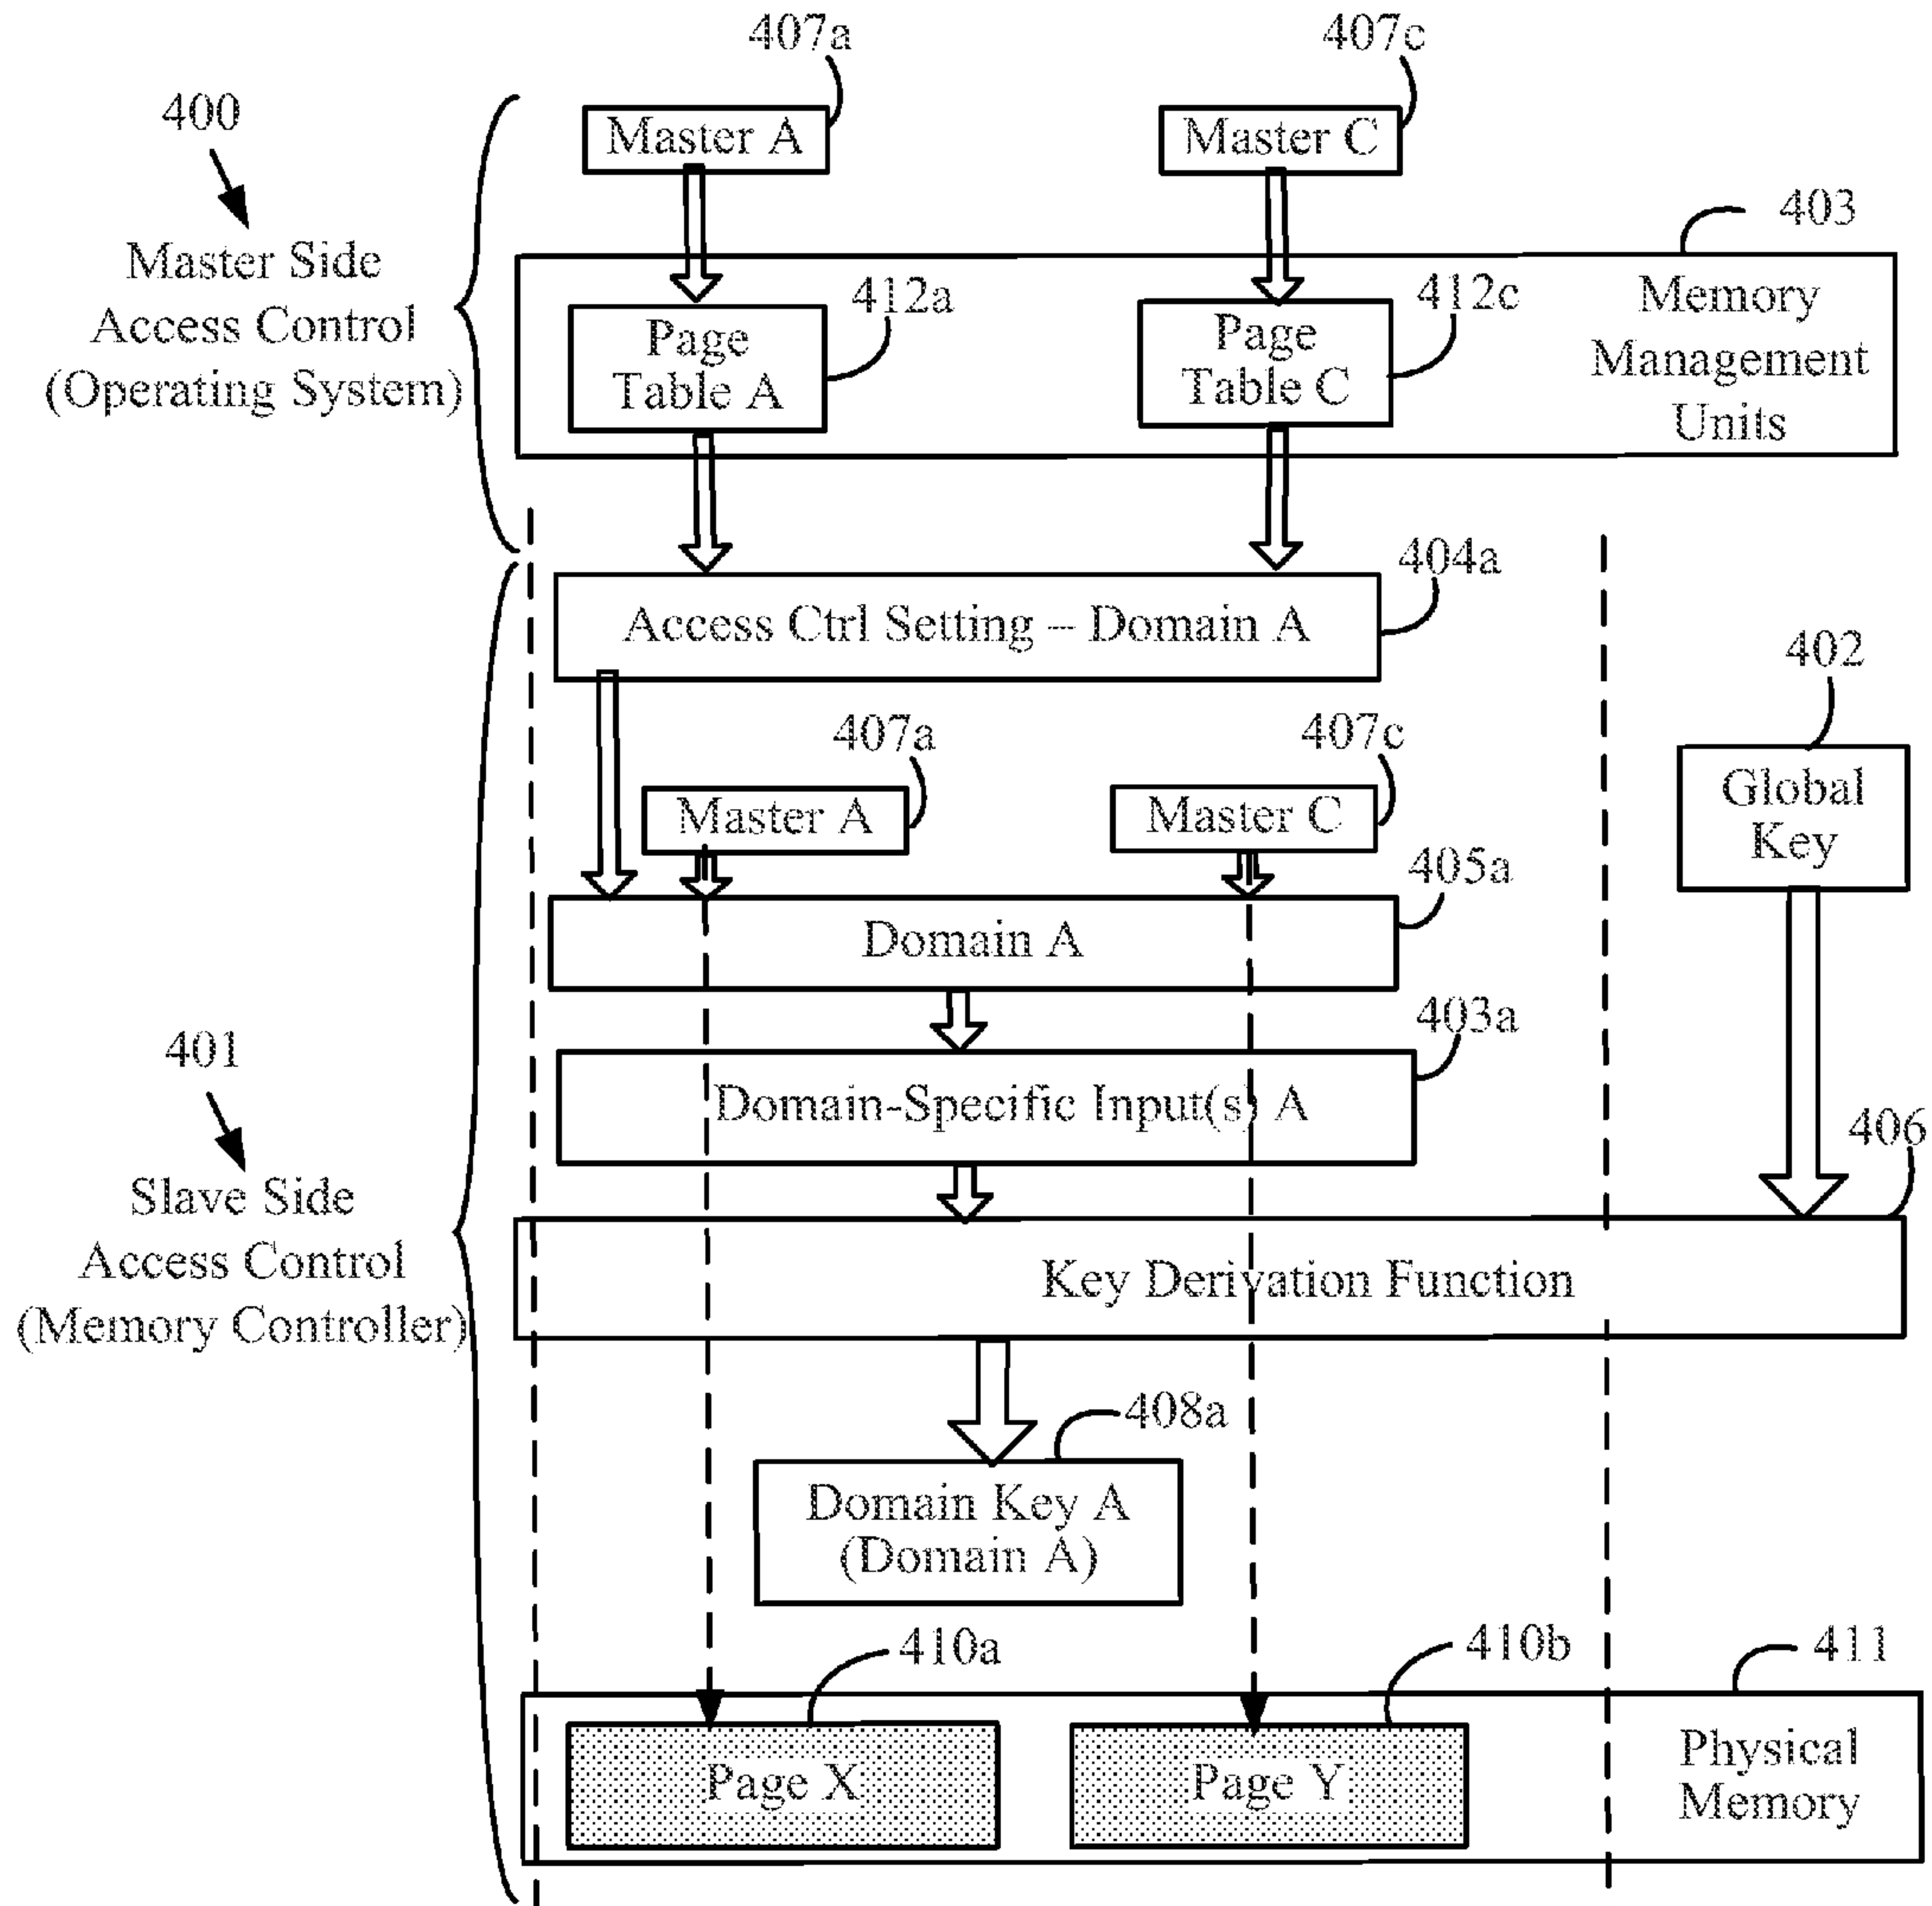 407a
407c
400
Master A
Master C
403
Master Side
Access Control
(Operating System)
412a
412c
Page
Table A
Page
Table C
Memory
Management
Units
404a
Access Ctrl Setting – Domain A
402
407a
407c
Global
Key
Master A
Master C
405a
Domain A
403a
401
Domain-Specific Input(s) A
406
Slave Side
Access Control
(Memory Controller)
Key Derivation Function
408a
Domain Key A
(Domain A)
410a
410b
411
Page X
Page Y
Physical
Memory